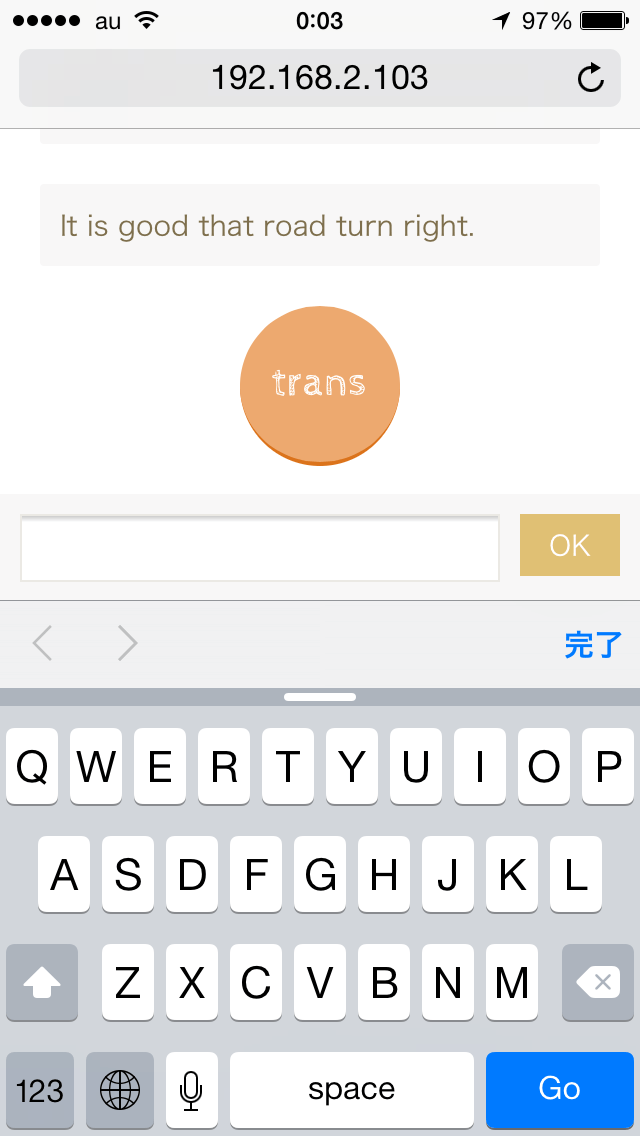 au 0:03 97%
192.168.2.103
It is good that road turn right.
trans
OK
完了
Q W E R T Y U I O P
A S D F G H J K L
Z X C V B N M
123 space Go